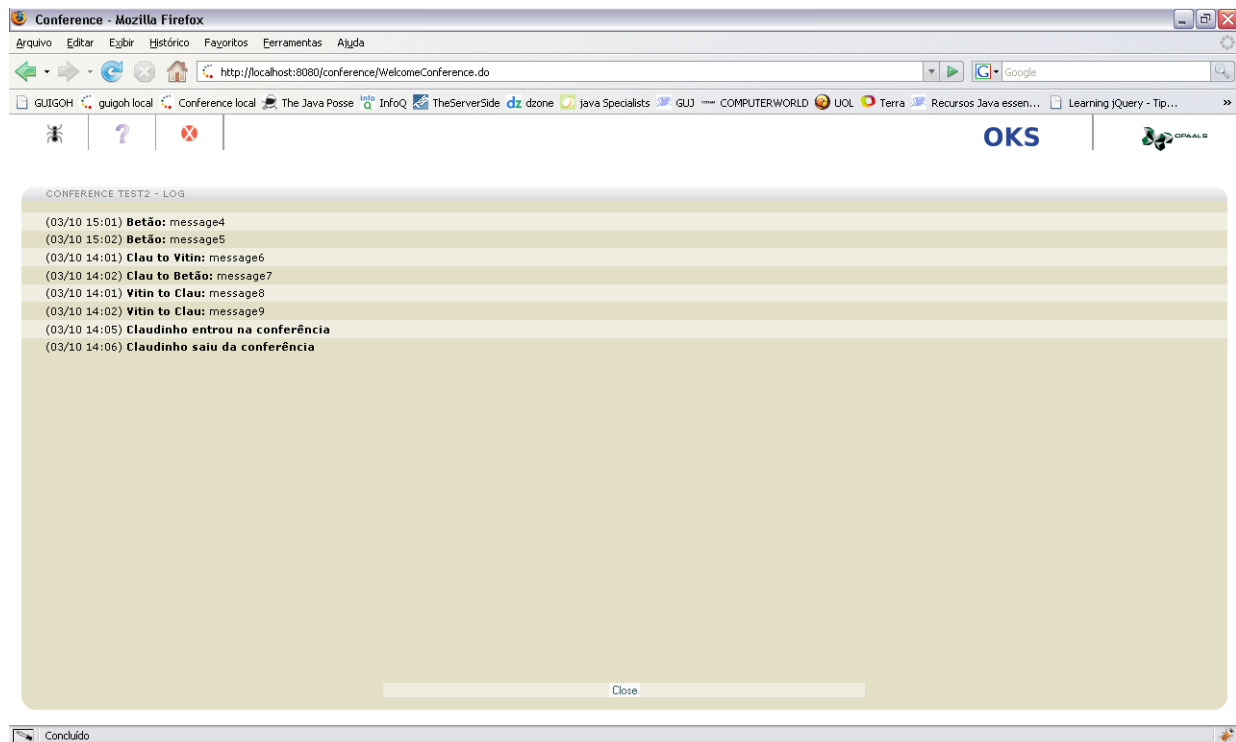 Conference - Mozilla Firefox
Arquivo Editar Exibir Histórico Favoritos Ferramentas Ajuda
http://localhost:8080/conference/WelcomeConference.do
G Google
GUIGOH guigoh local Conference local The Java Posse Info Q InfoQ TheServerSide dz dzone java Specialists GUJ COMPUTERWORLD UOL Terra Recursos Java essen... Learning jQuery - Tip... »
? OKS OPAALS
CONFERENCE TEST2 - LOG
(03/10 15:01) Betão: message4
(03/10 15:02) Betão: message5
(03/10 14:01) Clau to Vitin: message6
(03/10 14:02) Clau to Betão: message7
(03/10 14:01) Vitin to Clau: message8
(03/10 14:02) Vitin to Clau: message9
(03/10 14:05) Claudinho entrou na conferência
(03/10 14:06) Claudinho saiu da conferência
Close
Concluído